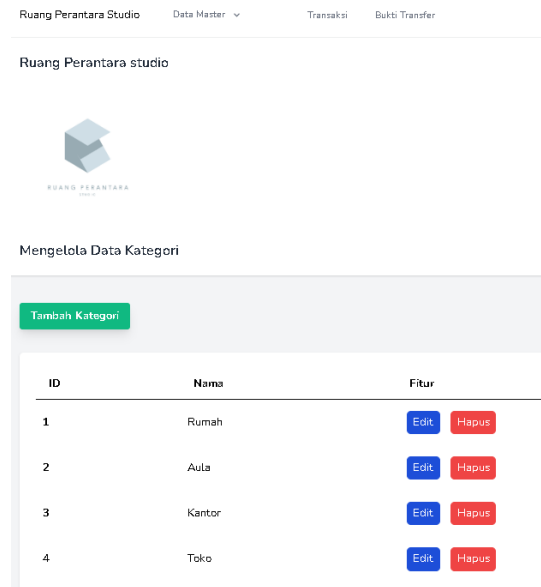 Ruang Perantara Studio Data Master Transaksi Bukti Transfer
Ruang Perantara studio
RUANG PERANTARA
Mengelola Data Kategori
Tambah Kategori
ID Nama Fitur
1 Rumah Edit Hapus
2 Aula Edit Hapus
3 Kantor Edit Hapus
4 Toko Edit Hapus